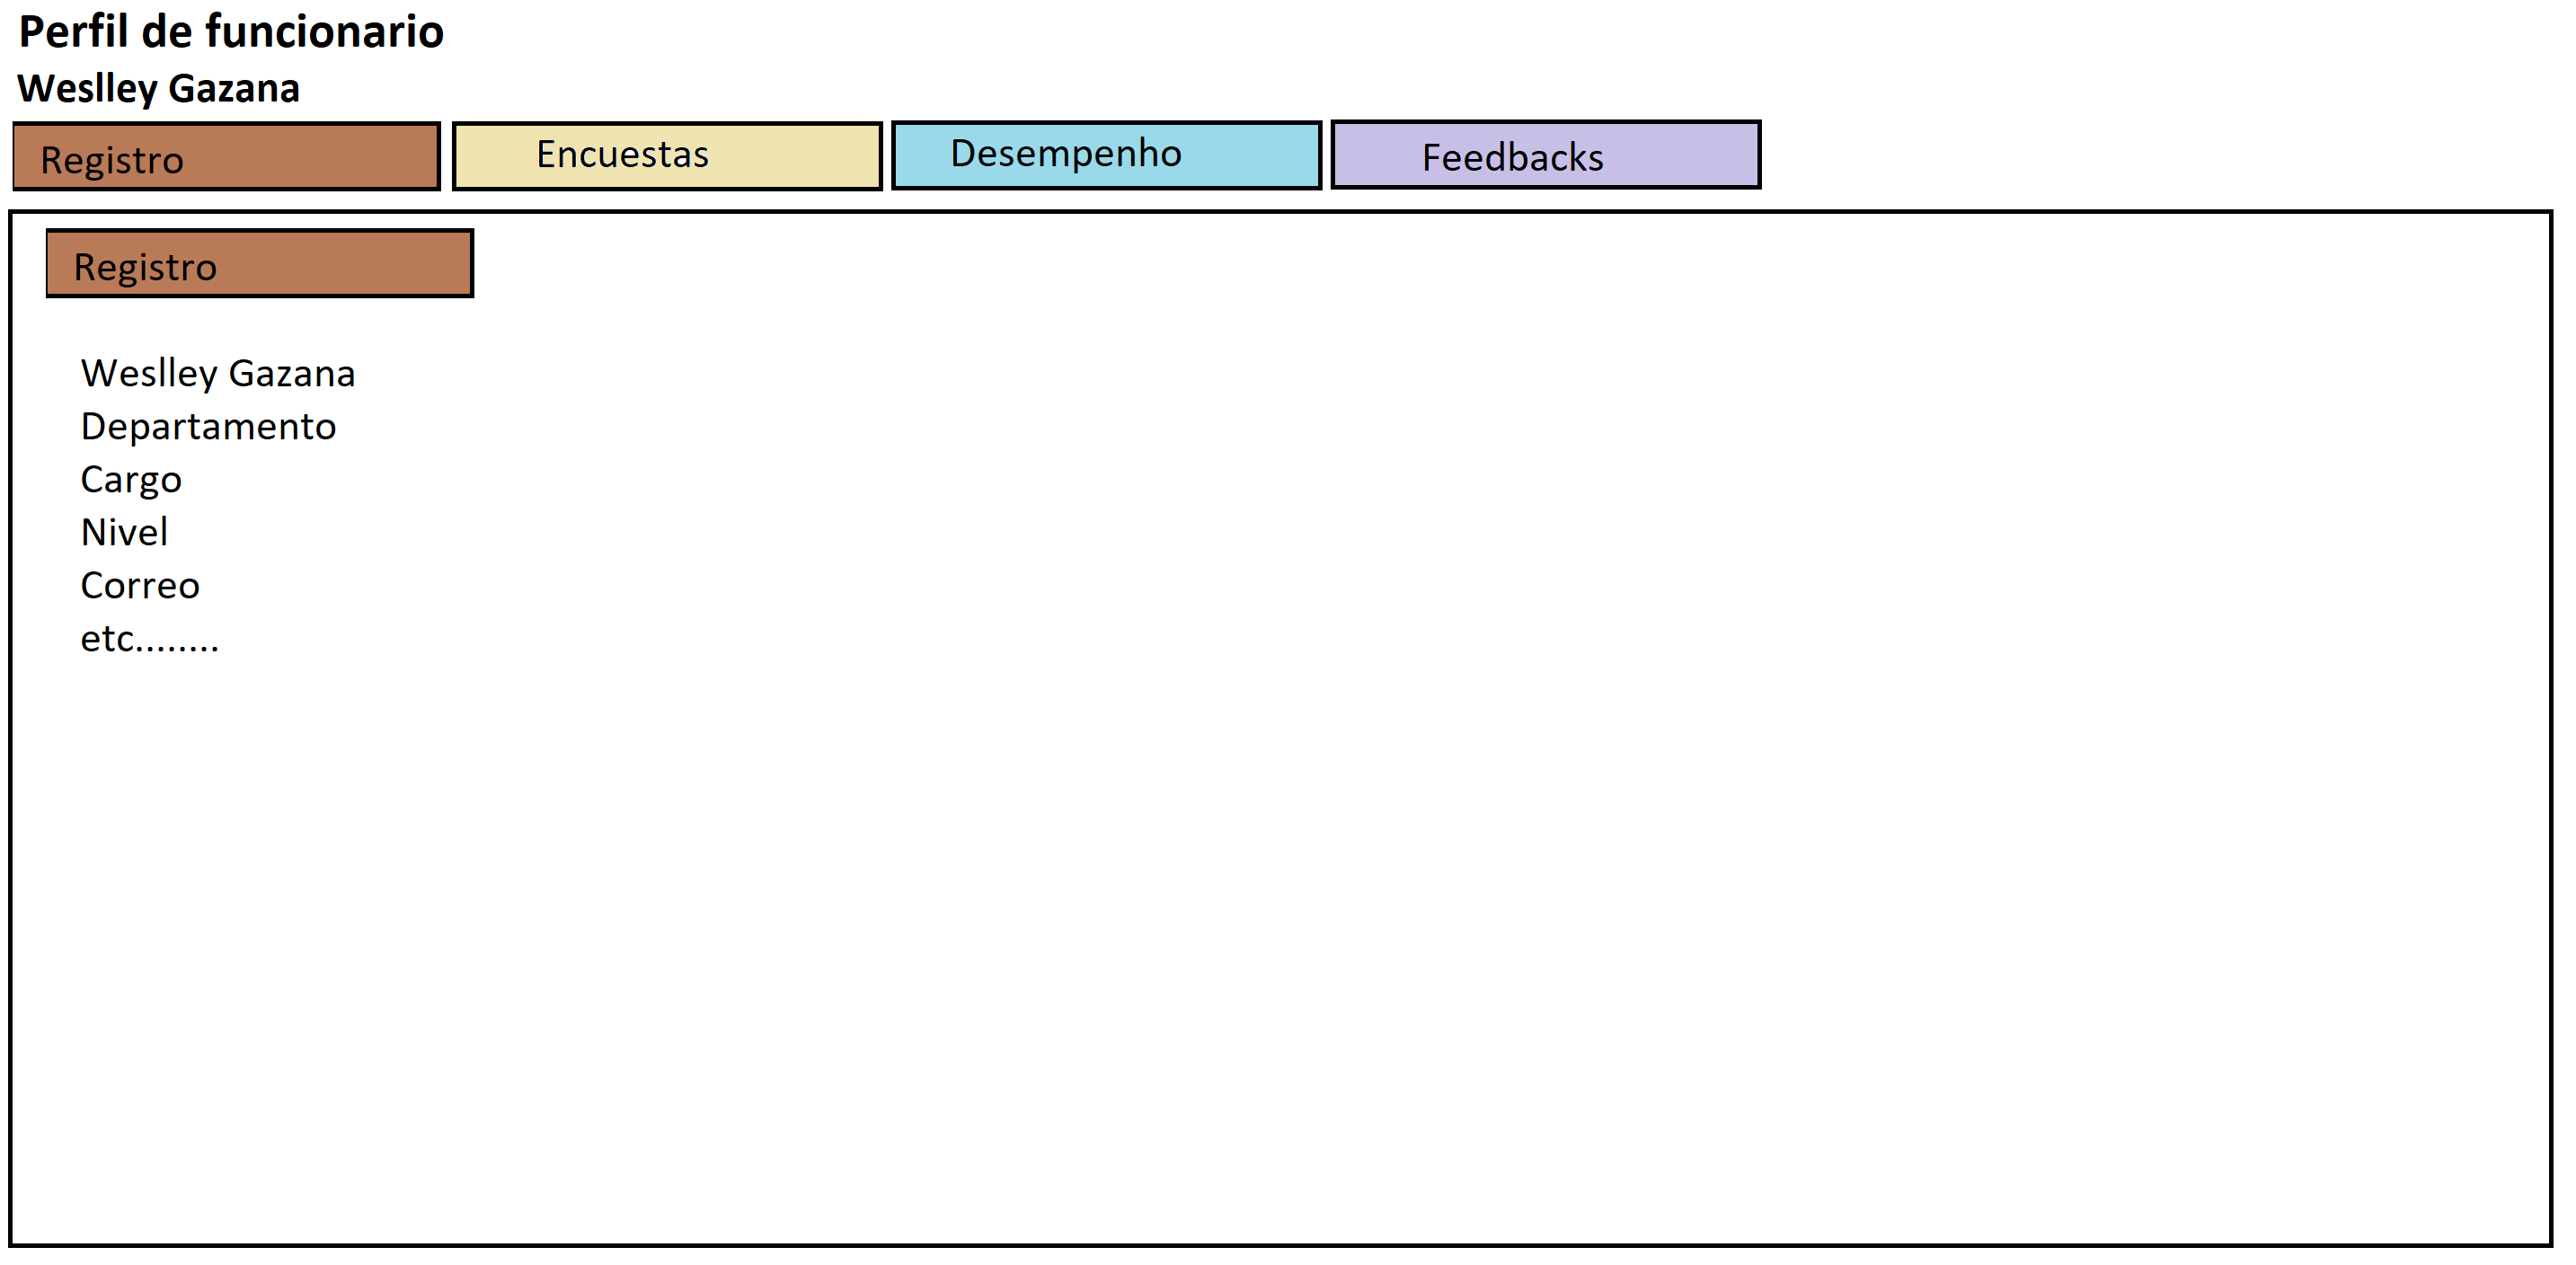 Perfil de funcionario
Weslley Gazana
Registro
Encuestas
Desempenho
Feedbacks
Registro
Weslley Gazana
Departamento
Cargo
Nivel
Correo
etc........